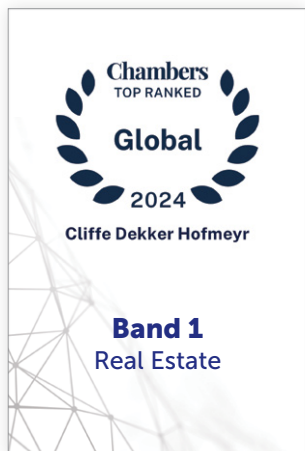 Chambers
TOP RANKED
Global
2024
Cliffe Dekker Hofmeyr
Band 1
Real Estate